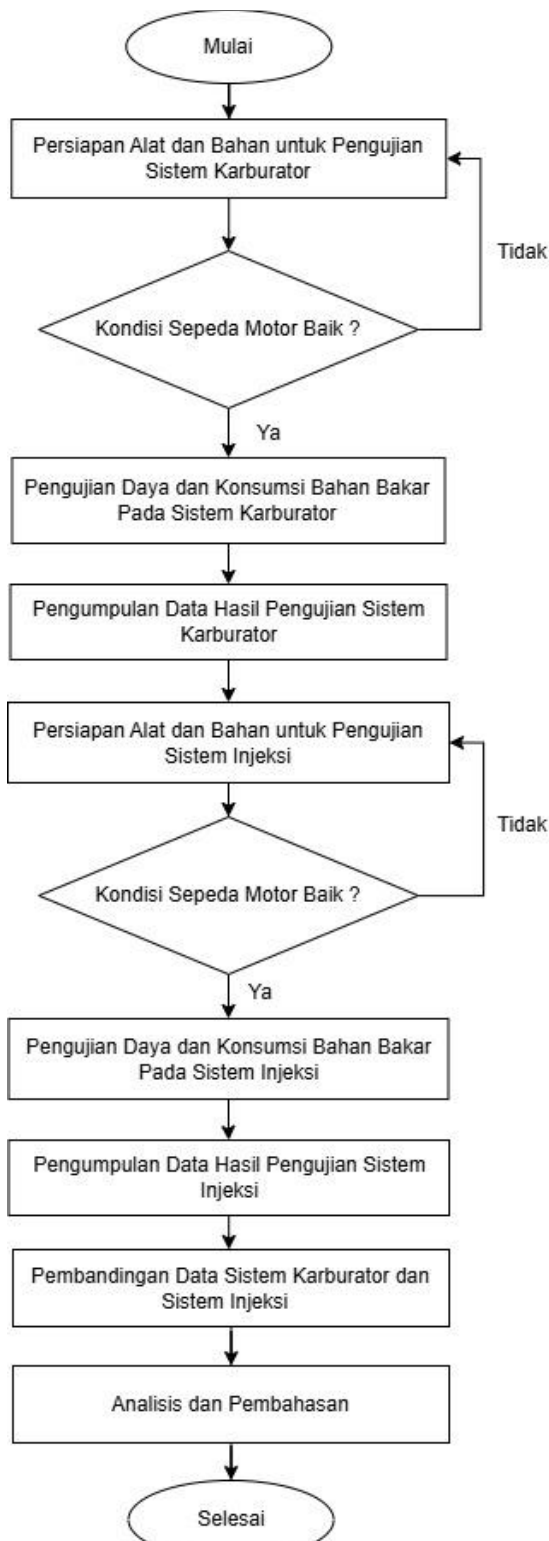 Mulai
Persiapan Alat dan Bahan untuk Pengujian
Sistem Karburator
Tidak
Kondisi Sepeda Motor Baik ?
Ya
Pengujian Daya dan Konsumsi Bahan Bakar
Pada Sistem Karburator
Pengumpulan Data Hasil Pengujian Sistem
Karburator
Persiapan Alat dan Bahan untuk Pengujian
Sistem Injeksi
Tidak
Kondisi Sepeda Motor Baik ?
Ya
Pengujian Daya dan Konsumsi Bahan Bakar
Pada Sistem Injeksi
Pengumpulan Data Hasil Pengujian Sistem
Injeksi
Pembandingan Data Sistem Karburator dan
Sistem Injeksi
Analisis dan Pembahasan
Selesai